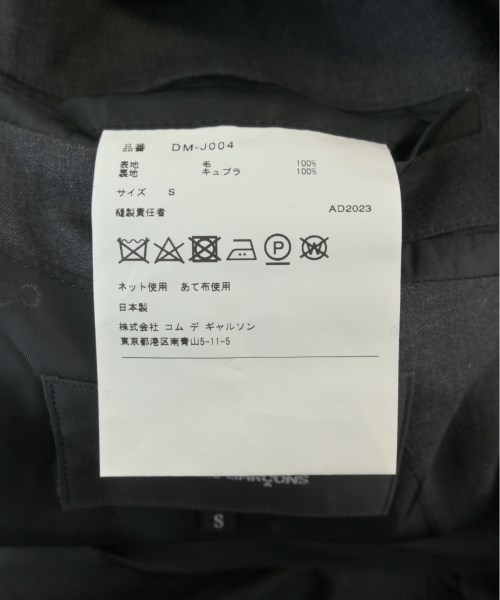 品番 DM-J004
表地 毛 100%
裏地 キュプラ 100%
サイズ S
縫製責任者 AD2023
P W
ネット使用 あて布使用
日本製
株式会社 コム デ ギャルソン
東京都港区南青山5-11-5
S